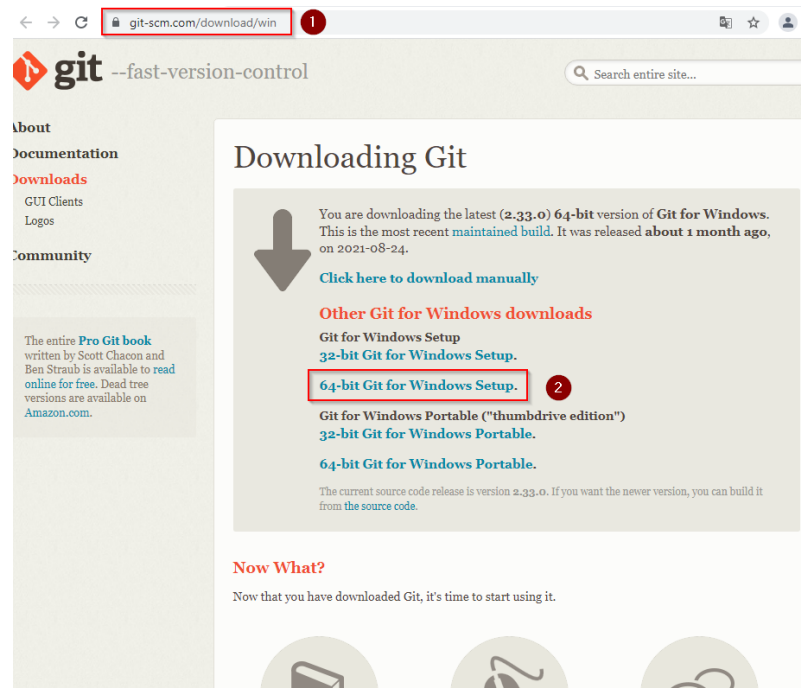 git-scm.com/download/win
1
git --fast-version-control
Search entire site...
About
Documentation
Downloads
GUI Clients
Logos
Community
The entire Pro Git book
written by Scott Chacon and
Ben Straub is available to read
online for free. Dead tree
versions are available on
Amazon.com.
Downloading Git
You are downloading the latest (2.33.0) 64-bit version of Git for Windows.
This is the most recent maintained build. It was released about 1 month ago,
on 2021-08-24.
Click here to download manually
Other Git for Windows downloads
Git for Windows Setup
32-bit Git for Windows Setup.
64-bit Git for Windows Setup.
2
Git for Windows Portable ("thumbdrive edition")
32-bit Git for Windows Portable.
64-bit Git for Windows Portable.
The current source code release is version 2.33.0. If you want the newer version, you can build it
from the source code.
Now What?
Now that you have downloaded Git, it's time to start using it.